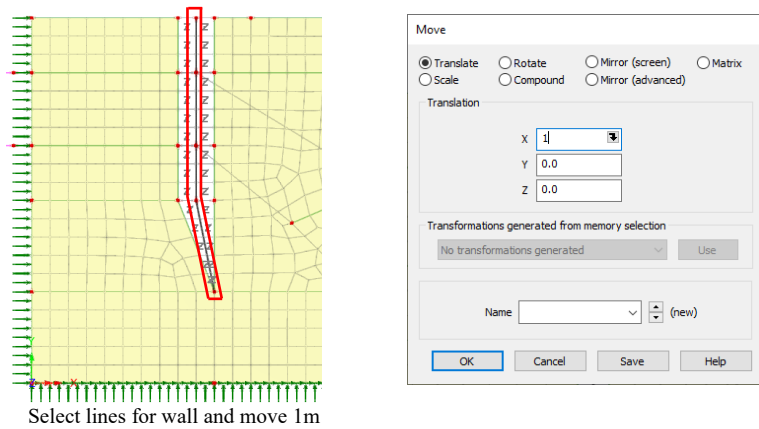 Move
Translate Rotate Mirror (screen) Matrix
Scale Compound Mirror (advanced)
Translation
X 1
Y 0.0
Z 0.0
Transformations generated from memory selection
No transformations generated Use
Name (new)
OK Cancel Save Help
Z Z
Z Z
Z Z
Z Z
Z Z
Z Z
Z Z
Z Z
Z Z
Y
Z X
Select lines for wall and move 1m